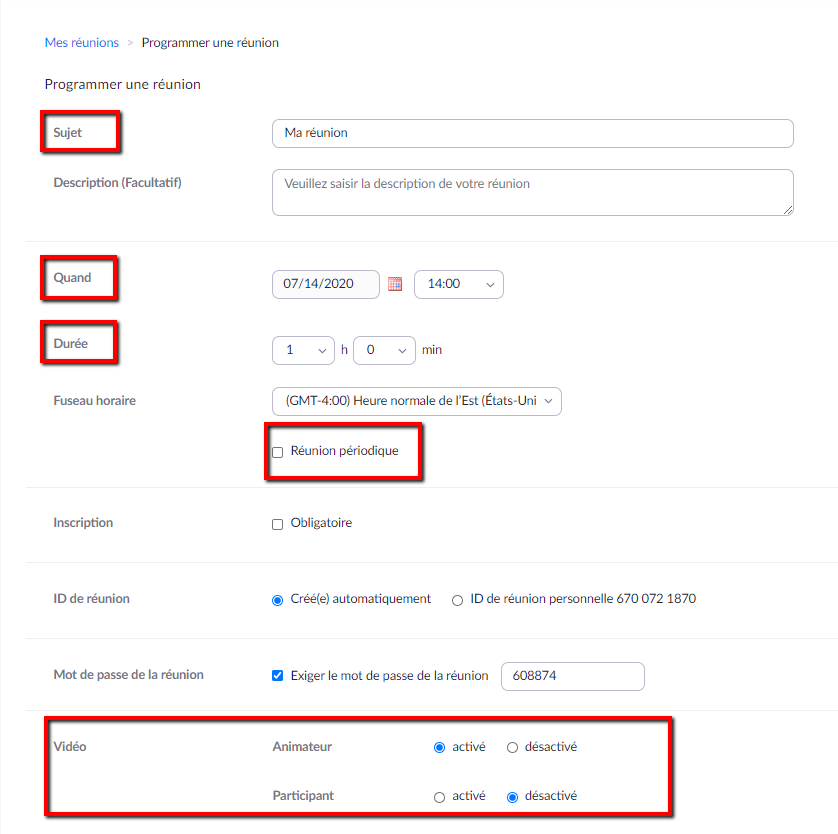 Mes réunions > Programmer une réunion
Programmer une réunion
Sujet Ma réunion
Description (Facultatif) Veuillez saisir la description de votre réunion
Quand 07/14/2020 14:00
Durée 1 h 0 min
Fuseau horaire (GMT-4:00) Heure normale de l'Est (États-Uni
Réunion périodique
Inscription Obligatoire
ID de réunion Créé(e) automatiquement ID de réunion personnelle 670 072 1870
Mot de passe de la réunion Exiger le mot de passe de la réunion 608874
Vidéo Animateur activé désactivé
Participant activé désactivé